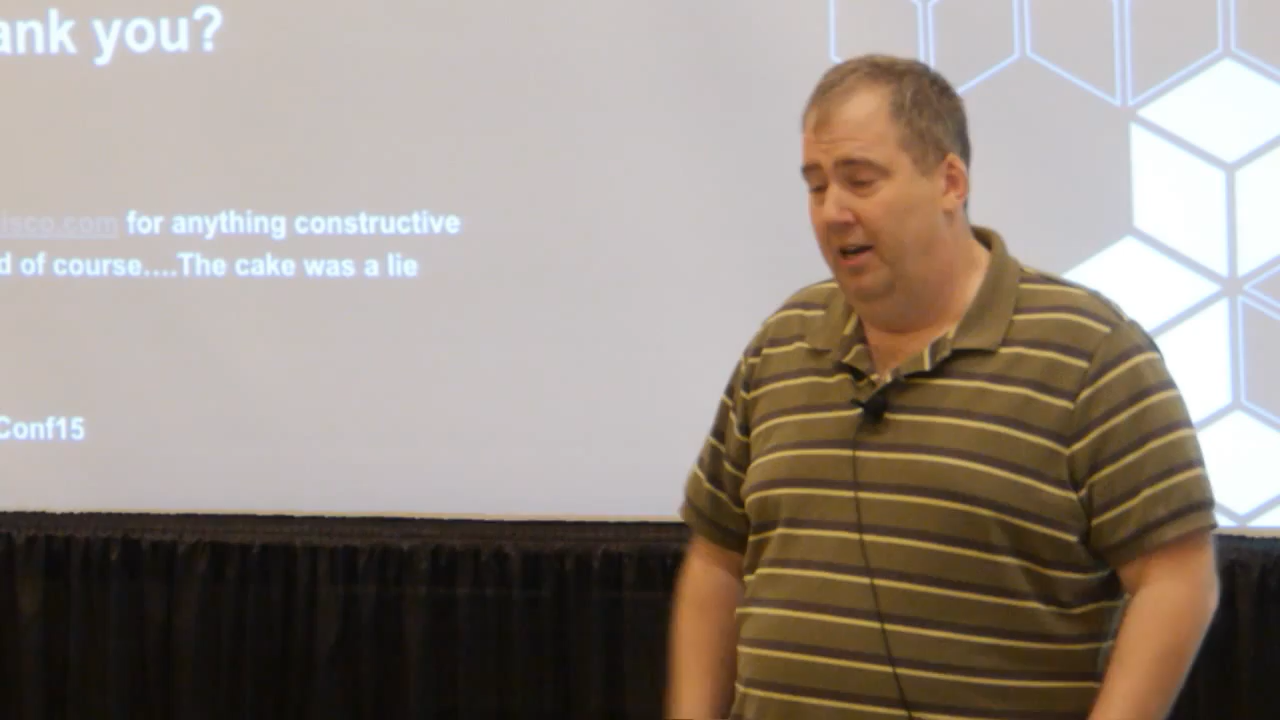 ank you?
isco.com for anything constructive
d of course....The cake was a lie
Conf15